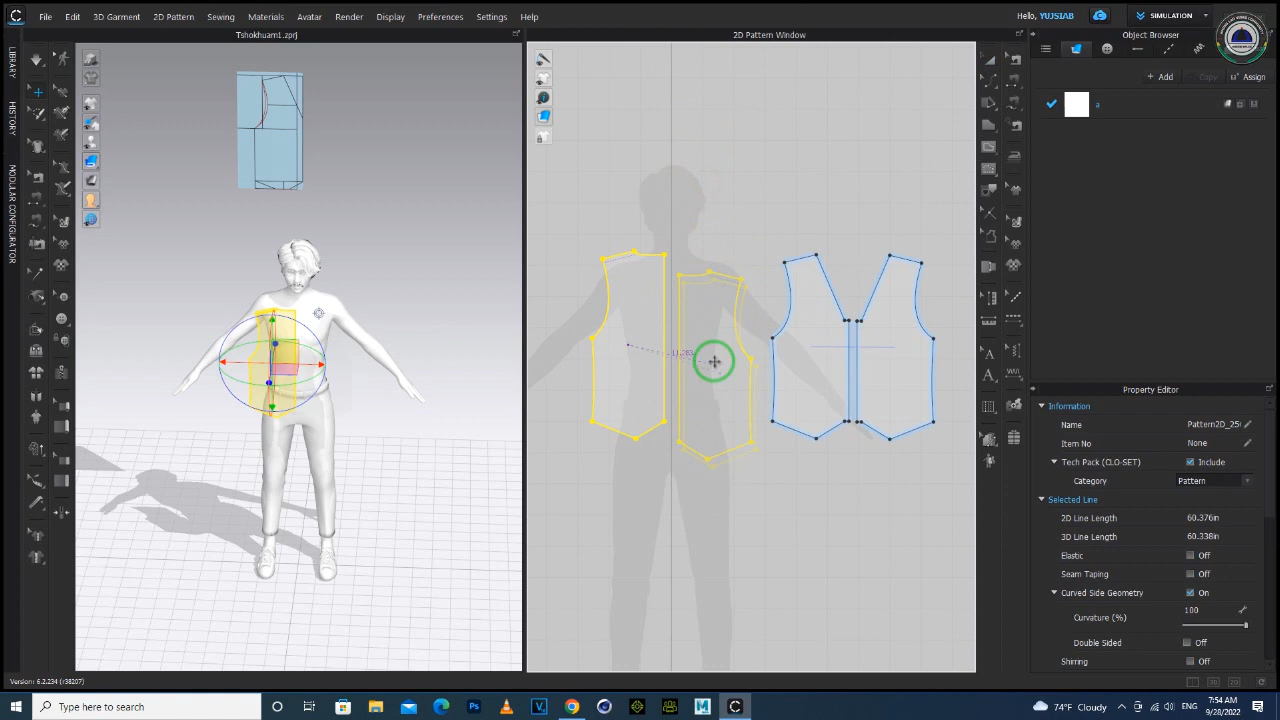 File Edit 3D Garment 2D Pattern Sewing Materials Avatar Render Display Preferences Settings Help
Hello, YUJSIAB
SIMULATION
Tshokhuam1.zprj
2D Pattern Window
Object Browser
LIBRARY
HISTORY
MODULAR CONFIGURATOR
Add
Copy
Assign
a
Property Editor
Information
Name Pattern2D_25(
Item No None
Tech Pack (CLO-SET) Include
Category Pattern
Selected Line
2D Line Length 60.376in
3D Line Length 60.338in
Elastic Off
Seam Taping Off
Curved Side Geometry On
Curvature (%) 100
Double Sided Off
Shirring Off
Version: 6.2.234 (r38207)
3D
2D
Type here to search
74°F Cloudy
7:54 AM
9/28/2022